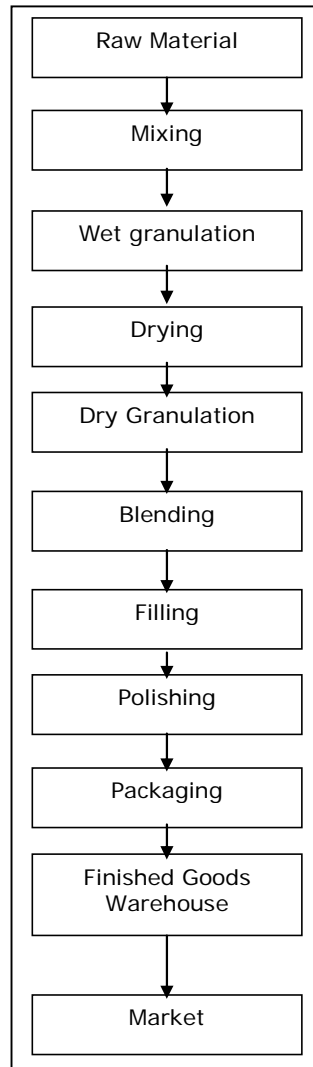 Raw Material
Mixing
Wet granulation
Drying
Dry Granulation
Blending
Filling
Polishing
Packaging
Finished Goods
Warehouse
Market